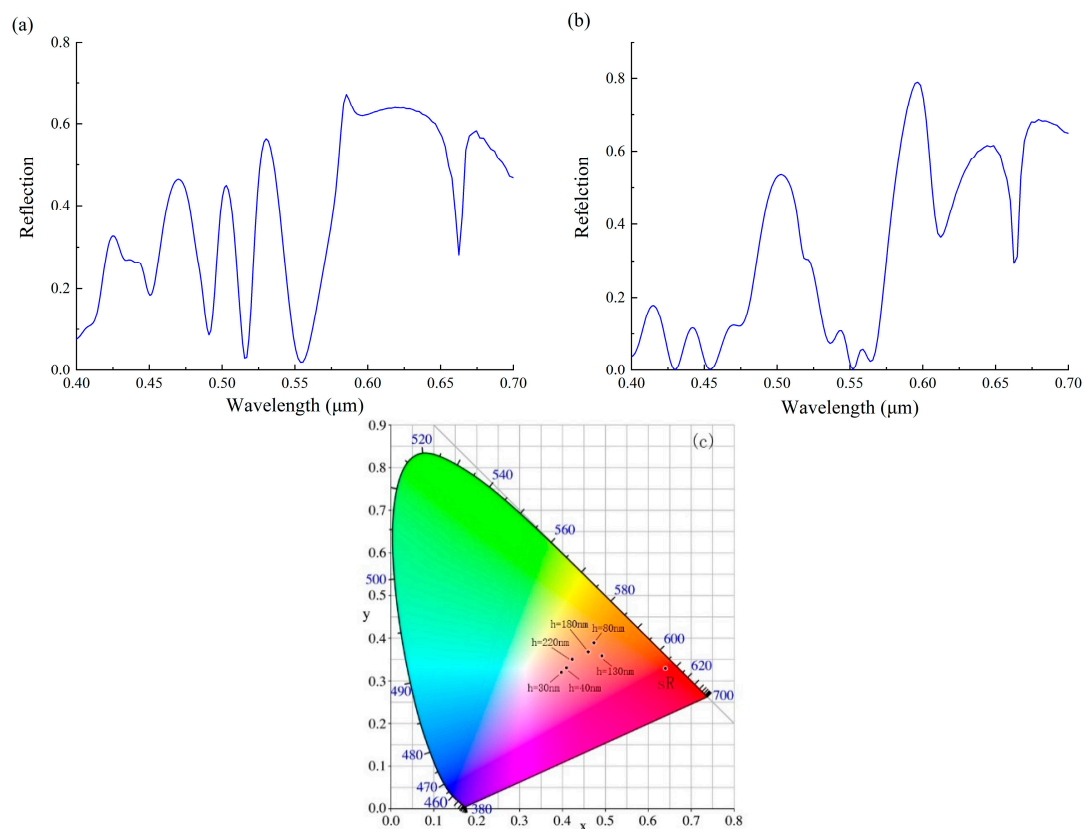 (a)
0.8
0.6
0.4
0.2
0.0
Reflection
0.40 0.45 0.50 0.55 0.60 0.65 0.70
Wavelength (μm)
(b)
0.8
0.6
0.4
0.2
0.0
Refelction
0.40 0.45 0.50 0.55 0.60 0.65 0.70
Wavelength (μm)
(c)
0.9
0.8
0.7
0.6
0.5
0.4
0.3
0.2
0.1
0.0
y
520
540
560
580
600
620
700
500
490
480
470
460
380
h=180nm
h=80nm
h=220nm
h=130nm
h=30nm
h=40nm
sR
0.0 0.1 0.2 0.3 0.4 0.5 0.6 0.7 0.8
x